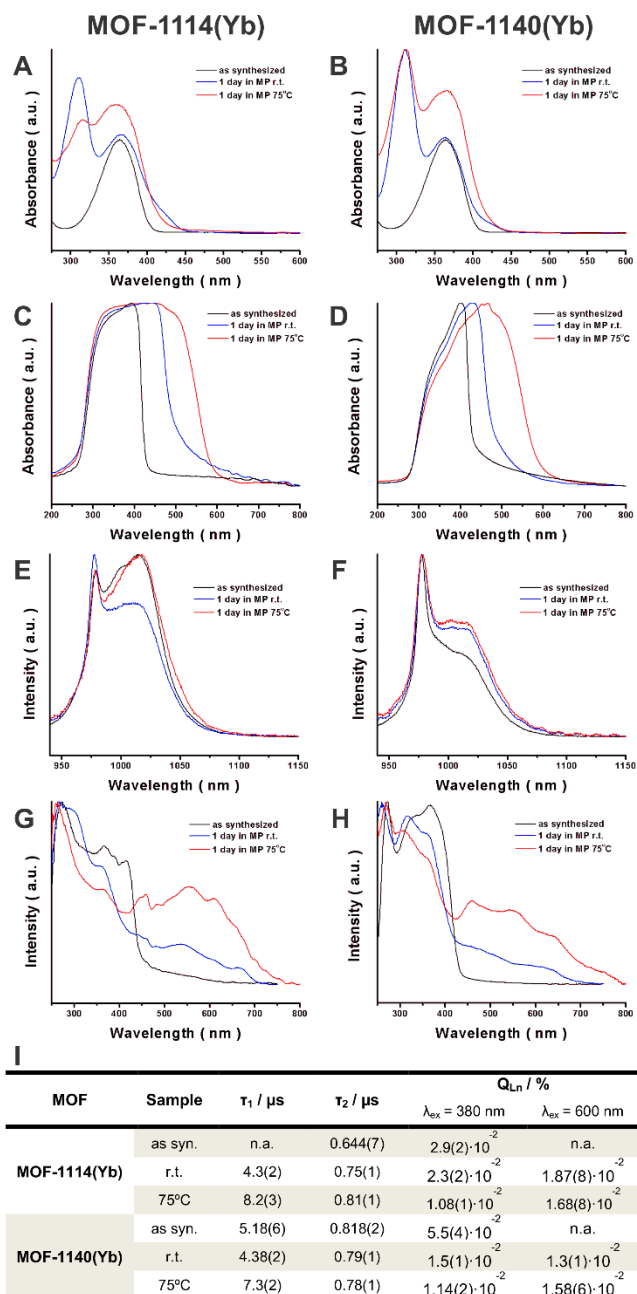 MOF-1114(Yb) MOF-1140(Yb)
A
as synthesized
1 day in MP r.t.
1 day in MP 75°C
Absorbance ( a.u. )
250 300 350 400 450 500 550 600
Wavelength ( nm )
B
as synthesized
1 day in MP r.t.
1 day in MP 75°C
Absorbance ( a.u. )
300 350 400 450 500 550 600
Wavelength ( nm )
C
as synthesized
1 day in MP r.t.
1 day in MP 75°C
Absorbance ( a.u. )
200 300 400 500 600 700 800
Wavelength ( nm )
D
as synthesized
1 day in MP r.t.
1 day in MP 75°C
Absorbance ( a.u. )
200 300 400 500 600 700 800
Wavelength ( nm )
E
as synthesized
1 day in MP r.t.
1 day in MP 75°C
Intensity ( a.u. )
950 1000 1050 1100 1150
Wavelength ( nm )
F
as synthesized
1 day in MP r.t.
1 day in MP 75°C
Intensity ( a.u. )
950 1000 1050 1100 1150
Wavelength ( nm )
G
as synthesized
1 day in MP r.t.
1 day in MP 75°C
Intensity ( a.u. )
300 400 500 600 700 800
Wavelength ( nm )
H
as synthesized
1 day in MP r.t.
1 day in MP 75°C
Intensity ( a.u. )
300 400 500 600 700 800
Wavelength ( nm )
I
MOF Sample τ₁ / μs τ₂ / μs Q_Ln / %
λ_ex = 380 nm λ_ex = 600 nm
MOF-1114(Yb)
as syn. n.a. 0.644(7) 2.9(2)·10⁻² n.a.
r.t. 4.3(2) 0.75(1) 2.3(2)·10⁻² 1.87(8)·10⁻²
75ºC 8.2(3) 0.81(1) 1.08(1)·10⁻² 1.68(8)·10⁻²
MOF-1140(Yb)
as syn. 5.18(6) 0.818(2) 5.5(4)·10⁻² n.a.
r.t. 4.38(2) 0.79(1) 1.5(1)·10⁻² 1.3(1)·10⁻²
75ºC 7.3(2) 0.78(1) 1.14(2)·10⁻² 1.58(6)·10⁻²